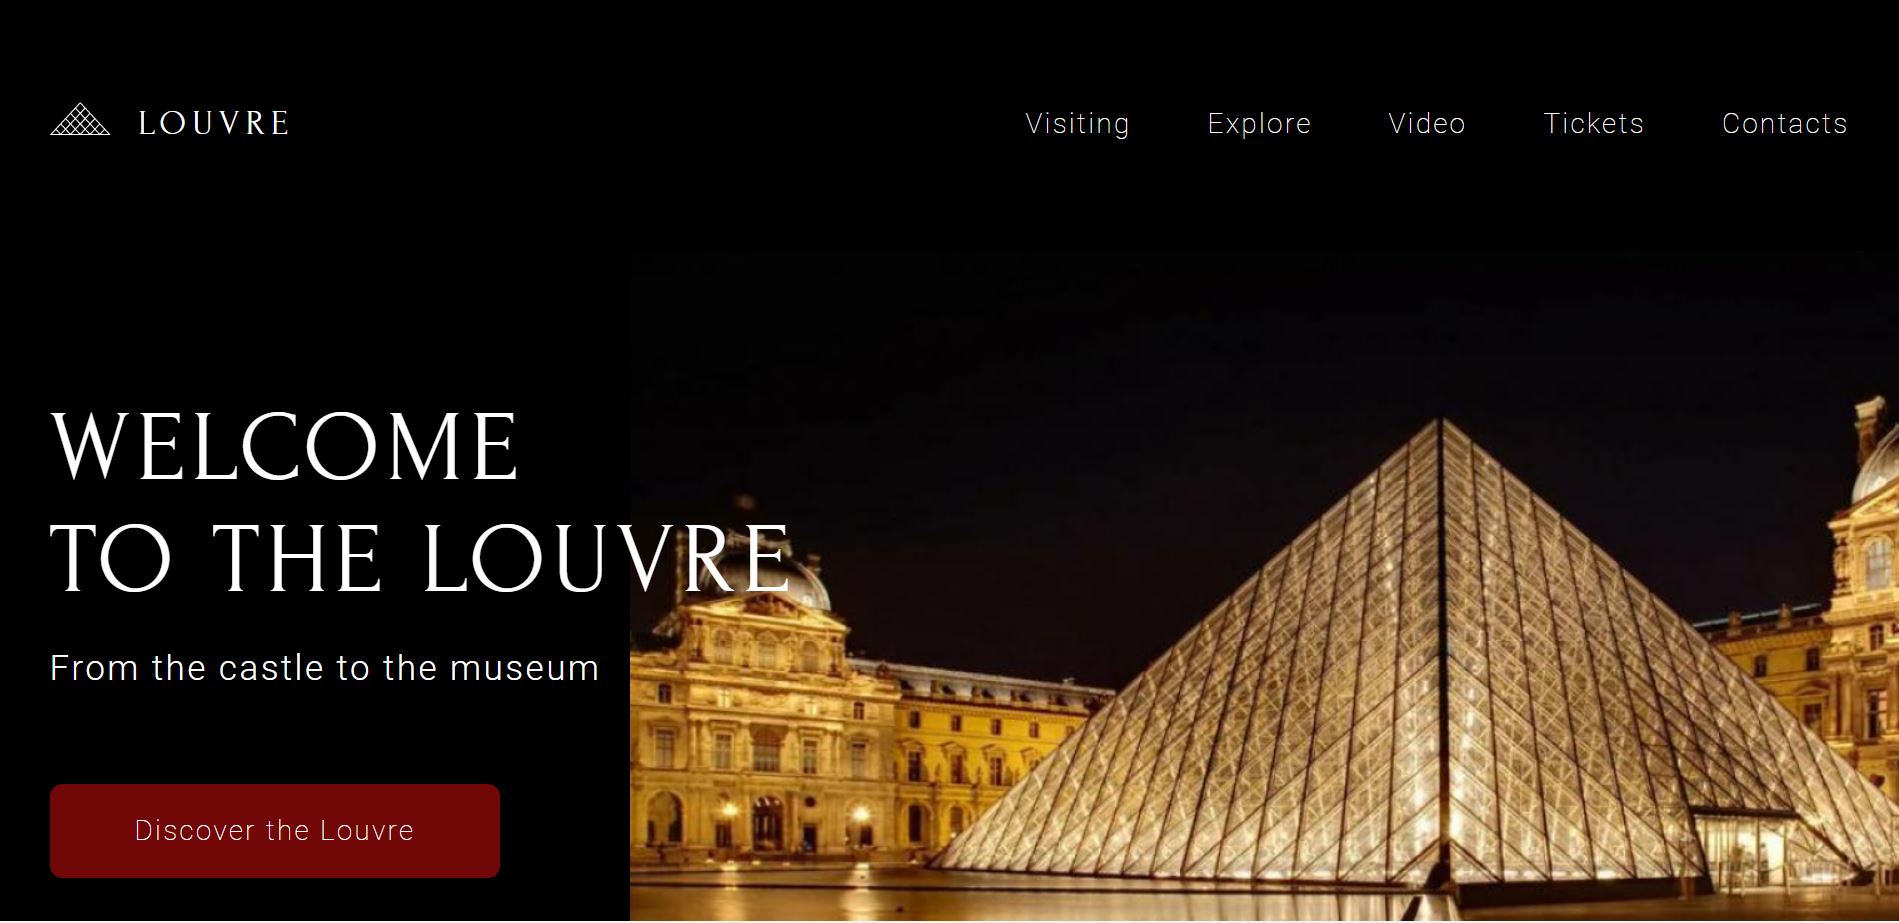 LOUVRE
Visiting
Explore
Video
Tickets
Contacts
WELCOME
TO THE LOUVRE
From the castle to the museum
Discover the Louvre